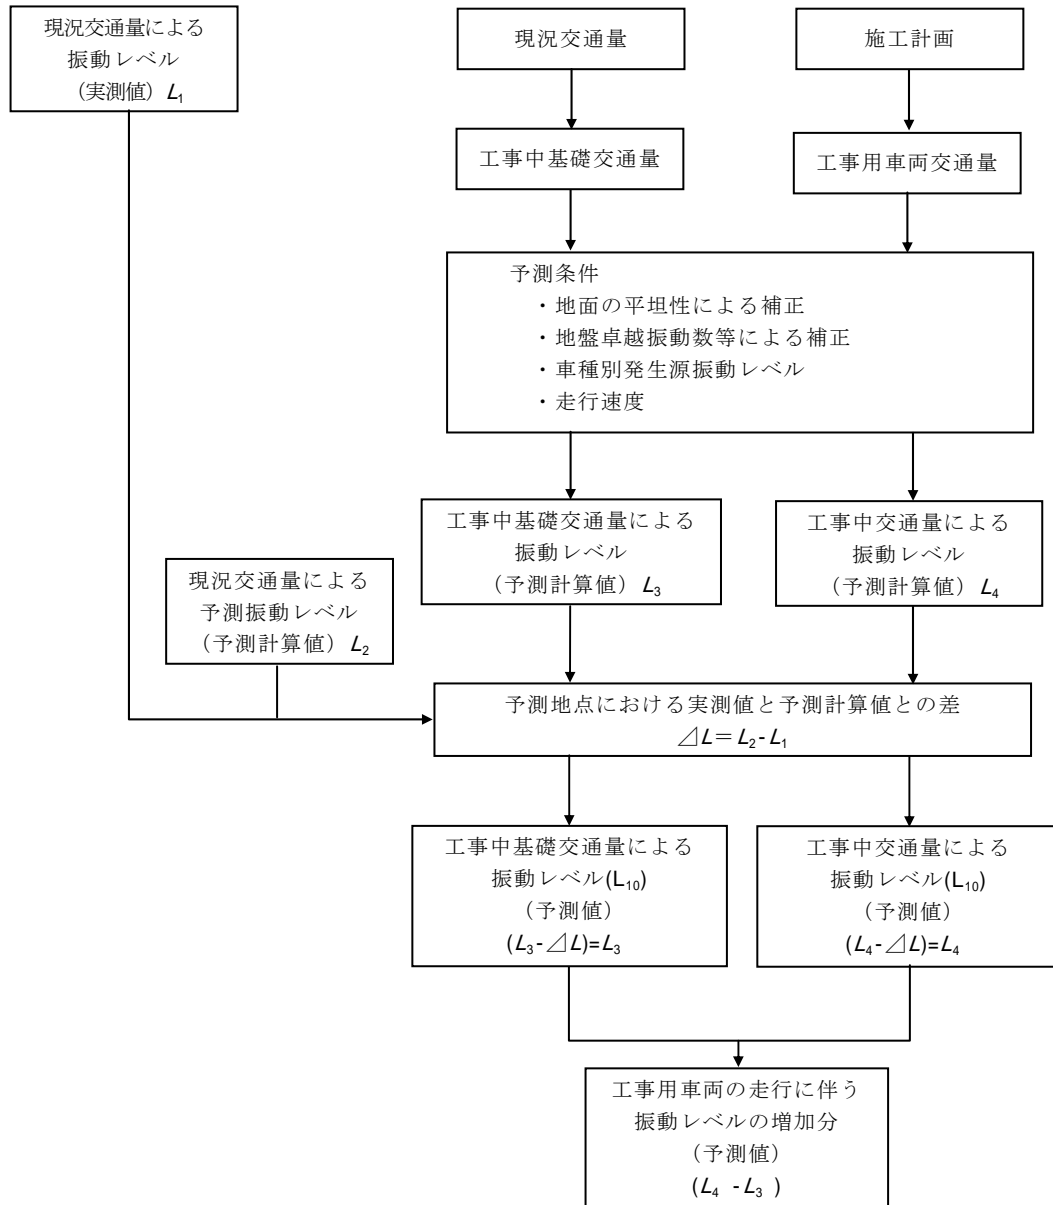 現況交通量による
振動レベル
（実測値）L₁
現況交通量
施工計画
工事中基礎交通量
工事用車両交通量
予測条件
・地面の平坦性による補正
・地盤卓越振動数等による補正
・車種別発生源振動レベル
・走行速度
工事中基礎交通量による
振動レベル
（予測計算値）L₃
工事中交通量による
振動レベル
（予測計算値）L₄
現況交通量による
予測振動レベル
（予測計算値）L₂
予測地点における実測値と予測計算値との差
⊿L＝L₂-L₁
工事中基礎交通量による
振動レベル(L₁₀)
（予測値）
(L₃-⊿L)=L₃
工事中交通量による
振動レベル(L₁₀)
（予測値）
(L₄-⊿L)=L₄
工事用車両の走行に伴う
振動レベルの増加分
（予測値）
(L₄ -L₃ )